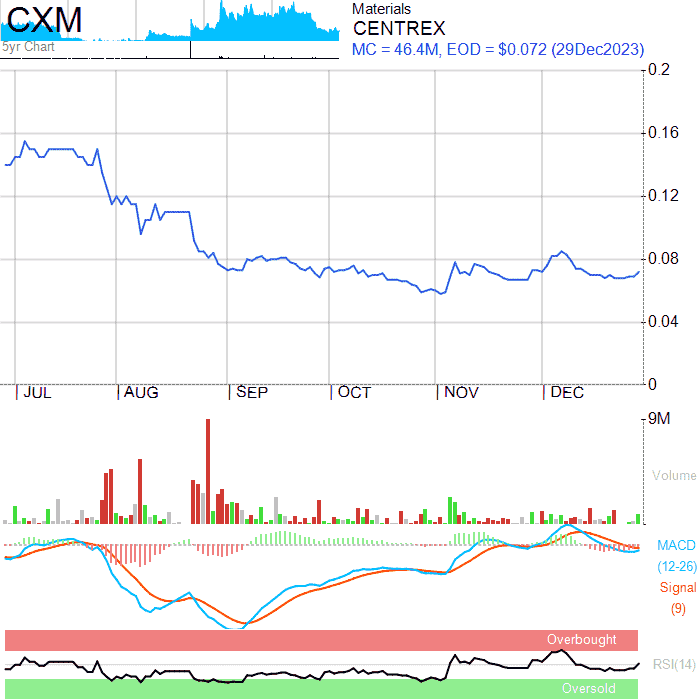 CXM
5yr Chart
Materials
CENTREX
MC = 46.4M, EOD = $0.072 (29Dec2023)
0.2
0.16
0.12
0.08
0.04
0
JUL AUG SEP OCT NOV DEC
9M
Volume
MACD
(12-26)
Signal
(9)
Overbought
RSI(14)
Oversold